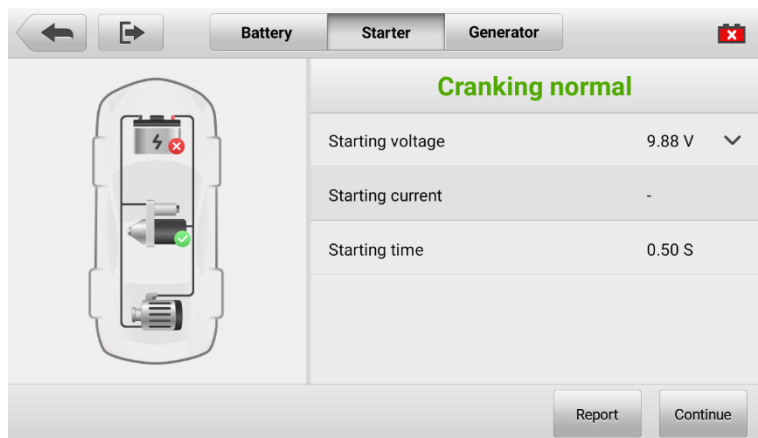 Battery Starter Generator
Cranking normal
Starting voltage 9.88 V
Starting current -
Starting time 0.50 S
Report Continue